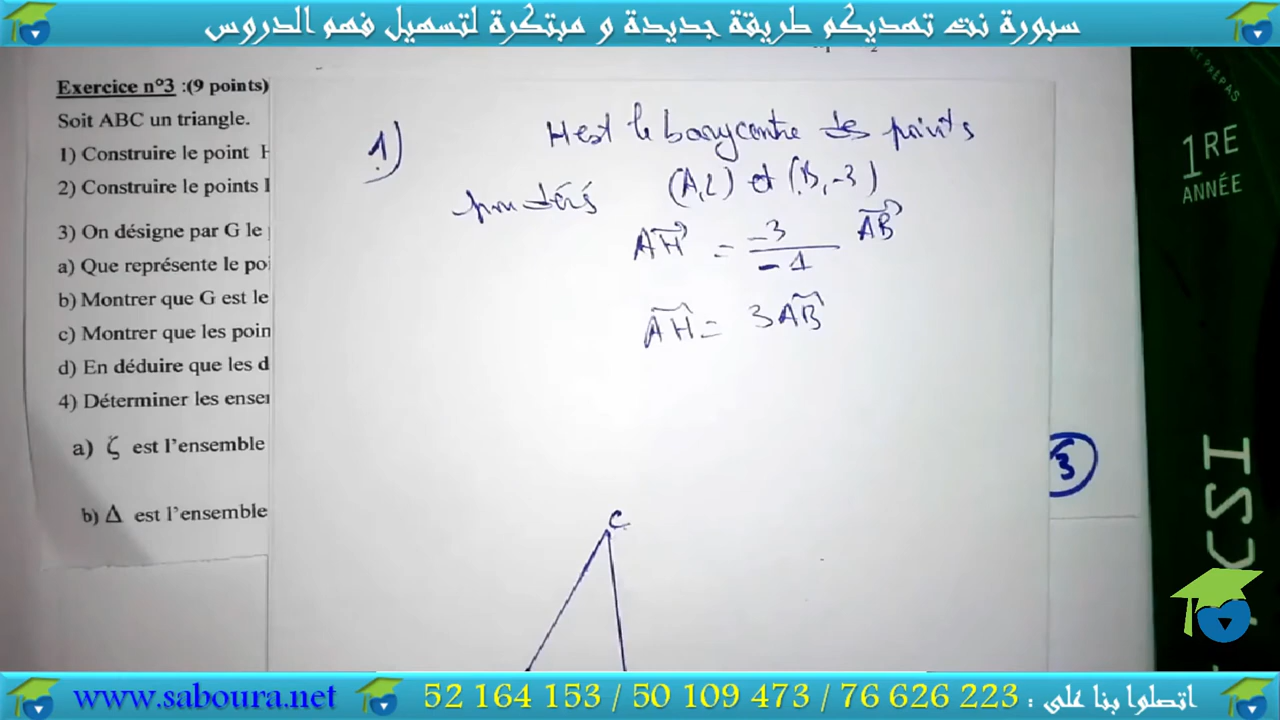 سبورة نت تهديكم طريقة جديدة و مبتكرة لتسهيل فهم الدروس
Exercice n°3 :(9 points)
Soit ABC un triangle.
1) Construire le point H
2) Construire le points
3) On désigne par G le
a) Que représente le poi
b) Montrer que G est le
c) Montrer que les poin
d) En déduire que les d
4) Déterminer les enser
a) ζ est l'ensemble
b) Δ est l'ensemble
1) H est le barycentre des points
pondérés (A,2) et (B,-3)
AH = -3/-1 AB
AH = 3AB
C
3
PRÉPAS
1RE
ANNÉE
PCSI
www.saboura.net
52 164 153 / 50 109 473 / 76 626 223 : اتصلوا بنا على